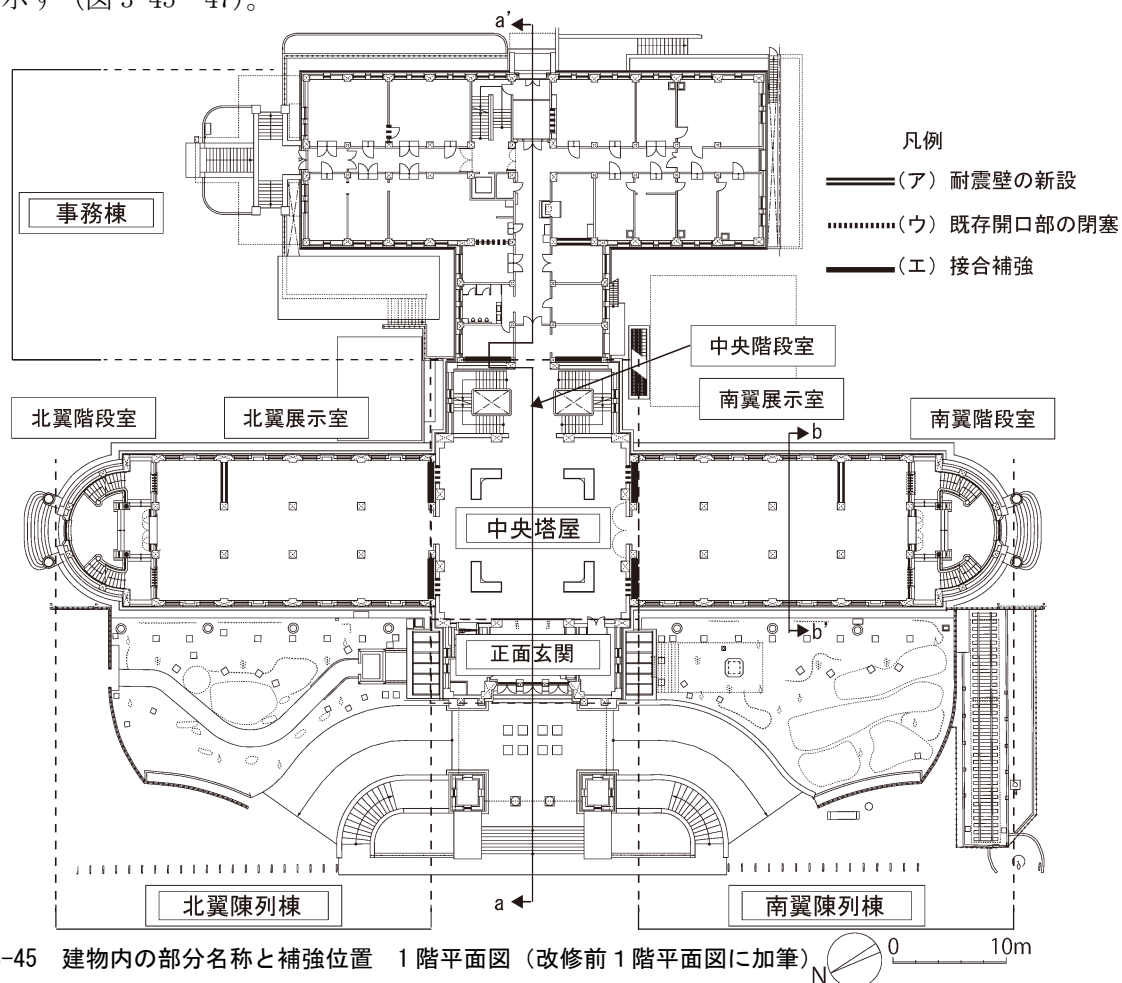 示す（図 3-45～47）。
a'
凡例
（ア）耐震壁の新設
（ウ）既存開口部の閉塞
（エ）接合補強
事務棟
中央階段室
北翼階段室
北翼展示室
南翼展示室
南翼階段室
b
中央塔屋
b'
正面玄関
北翼陳列棟
a
南翼陳列棟
-45　建物内の部分名称と補強位置　1 階平面図（改修前 1 階平面図に加筆）
N
0
10m